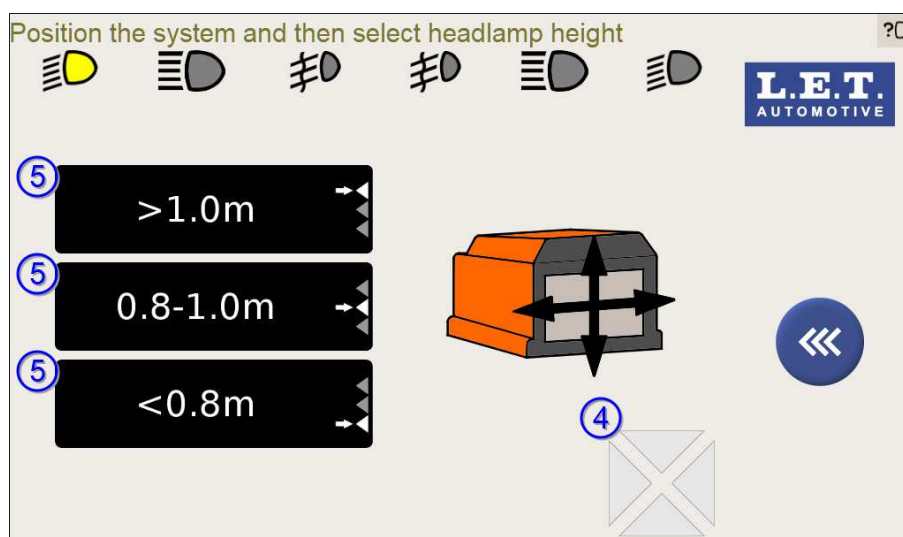 Position the system and then select headlamp height
?
L.E.T.
AUTOMOTIVE
5
>1.0m
5
0.8-1.0m
5
<0.8m
4